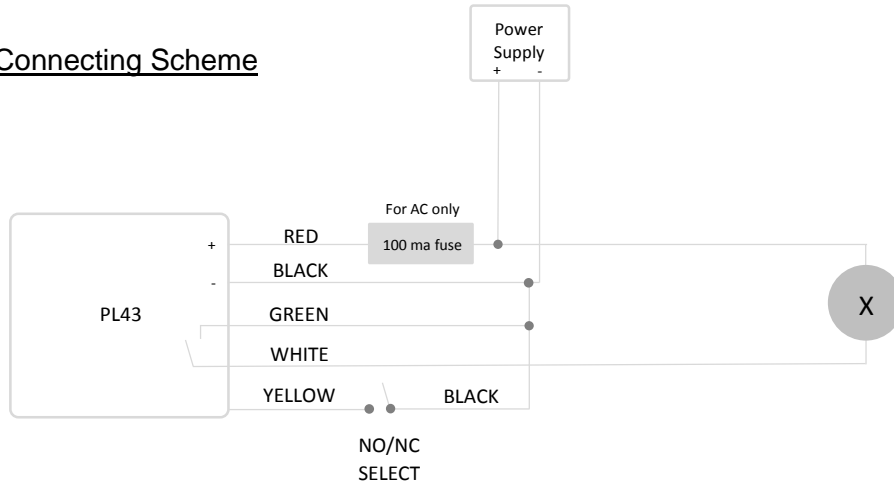 Connecting Scheme
Power
Supply
+ -
For AC only
RED
100 ma fuse
+
BLACK
-
PL43
GREEN
X
WHITE
YELLOW
BLACK
NO/NC
SELECT